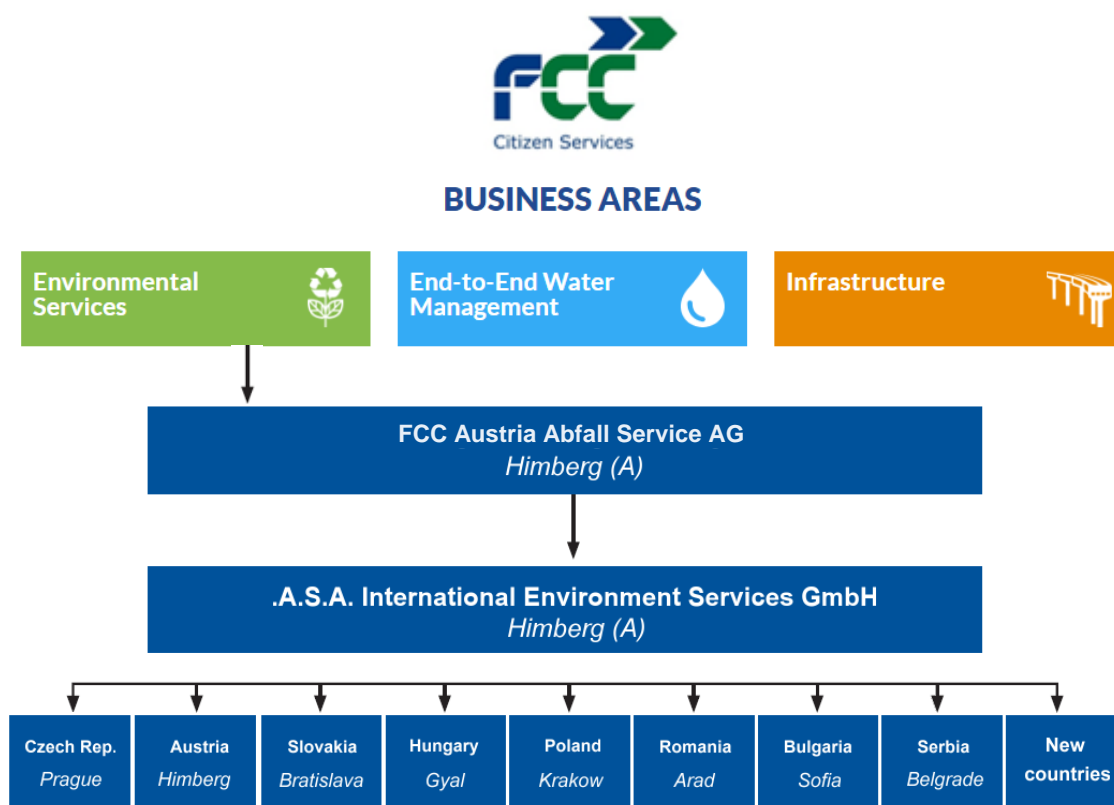 FCC
Citizen Services
BUSINESS AREAS
Environmental
Services
End-to-End Water
Management
Infrastructure
FCC Austria Abfall Service AG
Himberg (A)
.A.S.A. International Environment Services GmbH
Himberg (A)
Czech Rep.
Prague
Austria
Himberg
Slovakia
Bratislava
Hungary
Gyal
Poland
Krakow
Romania
Arad
Bulgaria
Sofia
Serbia
Belgrade
New
countries